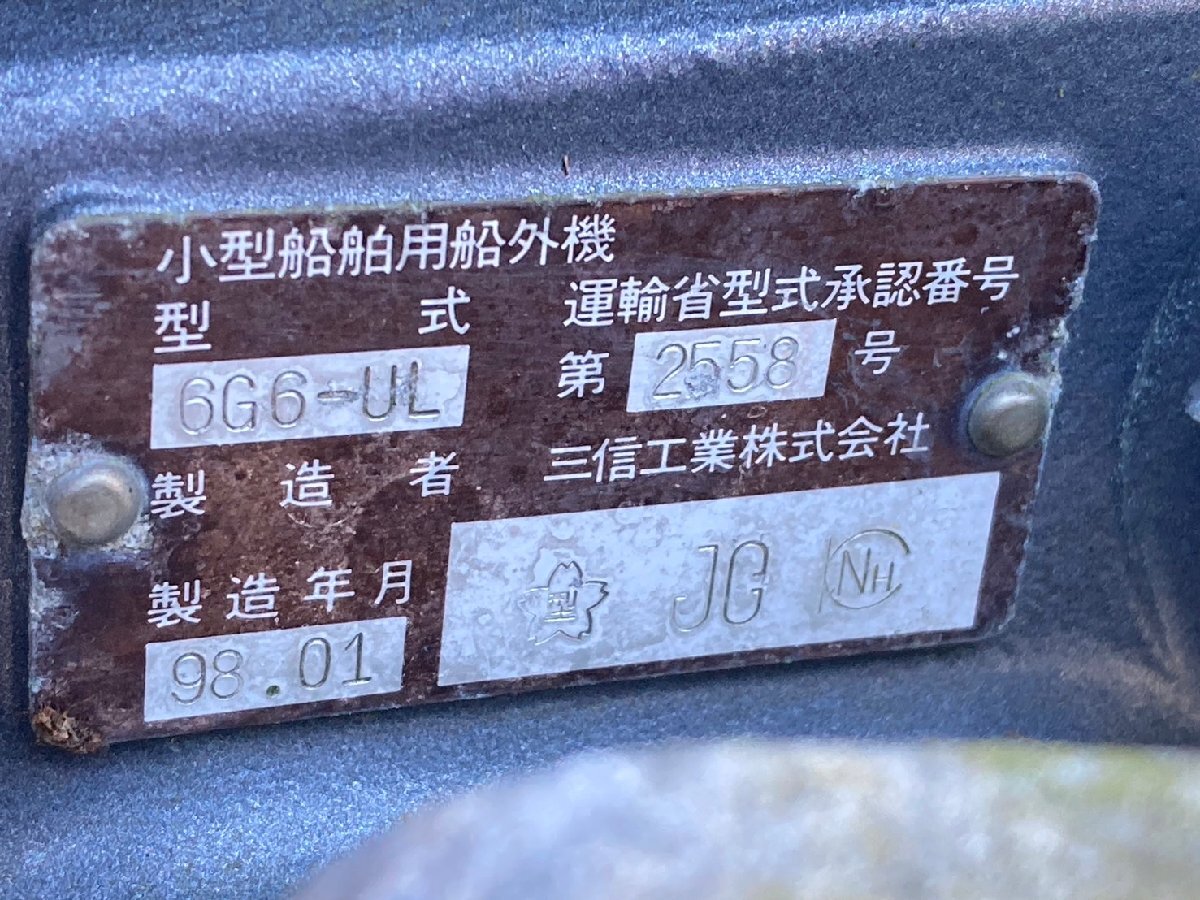 小型船舶用船外機
型式
運輸省型式承認番号
6G6-UL
第 2558 号
製造者
三信工業株式会社
製造年月
98.01
型 JG NH